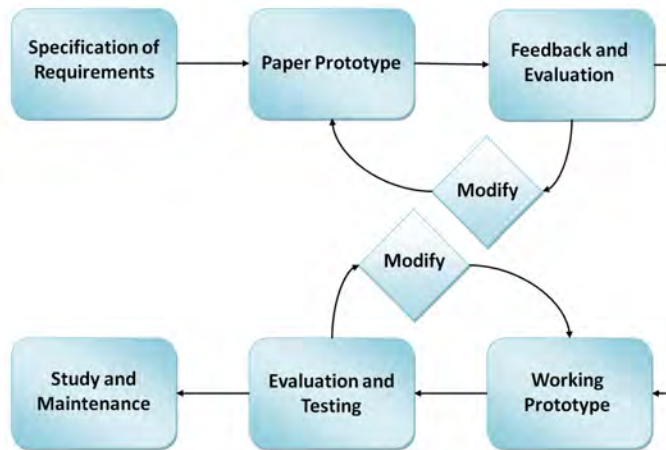 Specification of
Requirements
Paper Prototype
Feedback and
Evaluation
Modify
Modify
Study and
Maintenance
Evaluation and
Testing
Working
Prototype